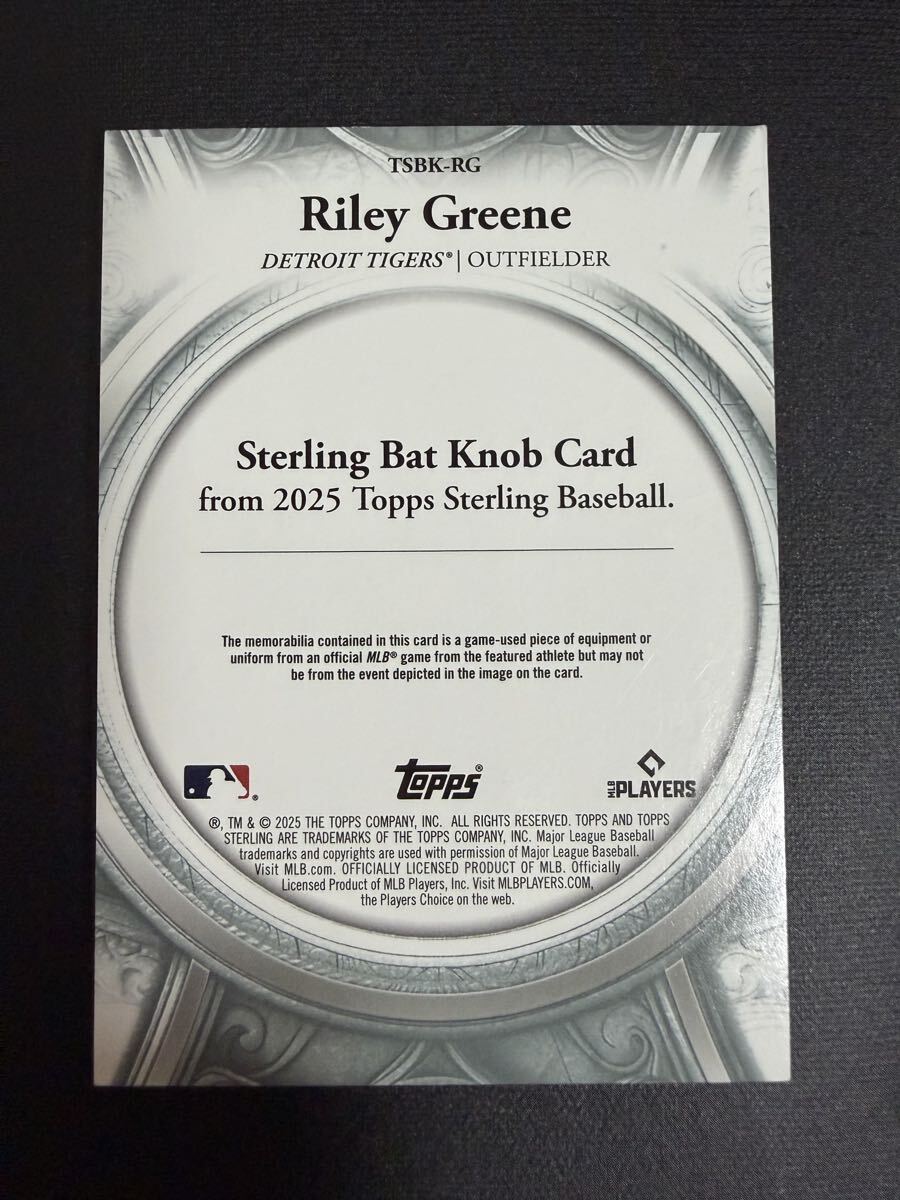 TSBK-RG
Riley Greene
DETROIT TIGERS® | OUTFIELDER
Sterling Bat Knob Card
from 2025 Topps Sterling Baseball.
The memorabilia contained in this card is a game-used piece of equipment or
uniform from an official MLB® game from the featured athlete but may not
be from the event depicted in the image on the card.
®
topps®
MLB PLAYERS
®, TM & © 2025 THE TOPPS COMPANY, INC. ALL RIGHTS RESERVED. TOPPS AND TOPPS
STERLING ARE TRADEMARKS OF THE TOPPS COMPANY, INC. Major League Baseball
trademarks and copyrights are used with permission of Major League Baseball.
Visit MLB.com. OFFICIALLY LICENSED PRODUCT OF MLB. Officially
Licensed Product of MLB Players, Inc. Visit MLBPLAYERS.COM,
the Players Choice on the web.